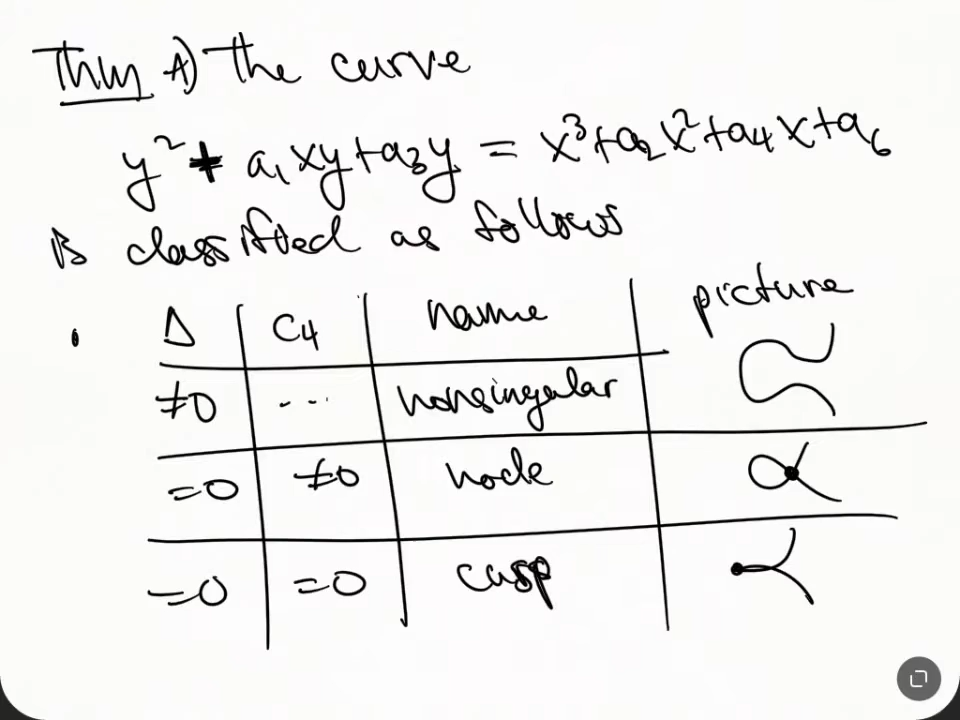 Thm A) The curve
y² + a₁xy + a₃y = x³ + a₂x² + a₄x + a₆
is classified as follows
Δ C₄ name picture
≠0 ... nonsingular
=0 ≠0 node
=0 =0 cusp